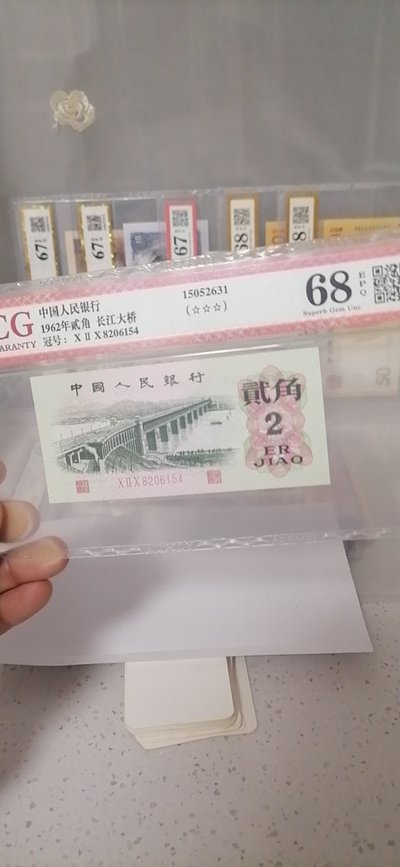 67
67
67
68
68
CG
ARANTY
中国人民银行
1962年贰角 长江大桥
冠号: X II X 8206154
15052631
(☆☆☆)
68
EPQ
Superb Gem Unc
中國人民銀行
貳角
2
ER
JIAO
X II X 8206154
50